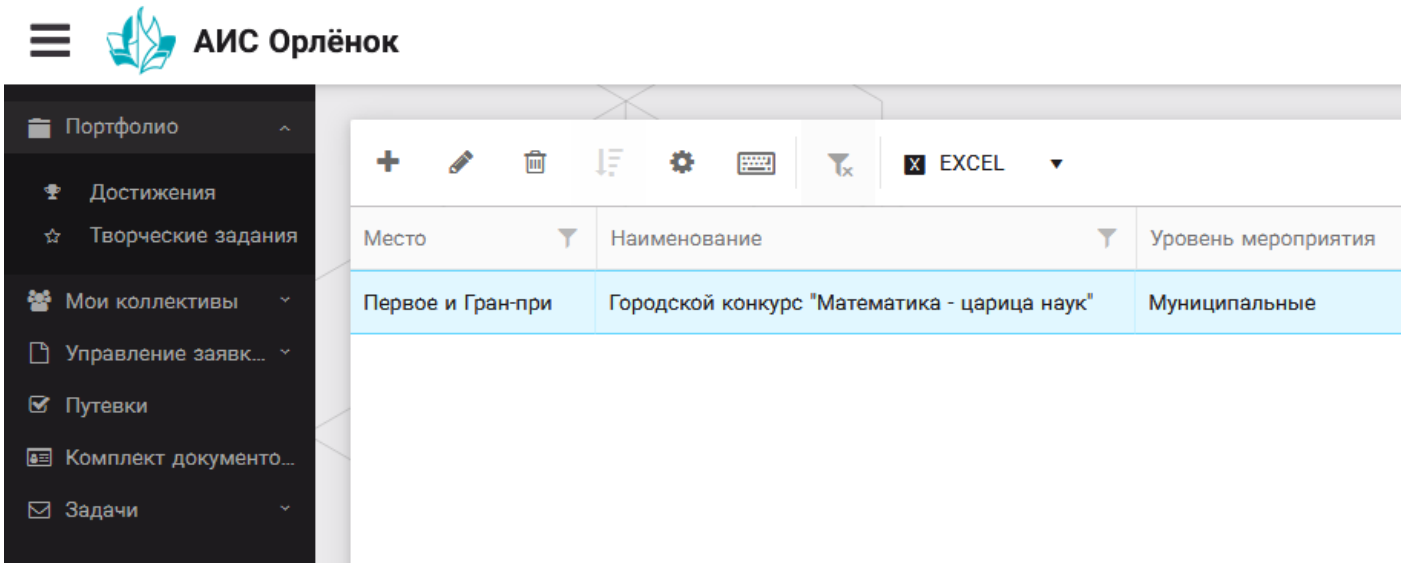 АИС Орлёнок
Портфолио
Достижения
Творческие задания
Мои коллективы
Управление заявк...
Путевки
Комплект документо...
Задачи
X EXCEL
Место Наименование Уровень мероприятия
Первое и Гран-при Городской конкурс "Математика - царица наук" Муниципальные